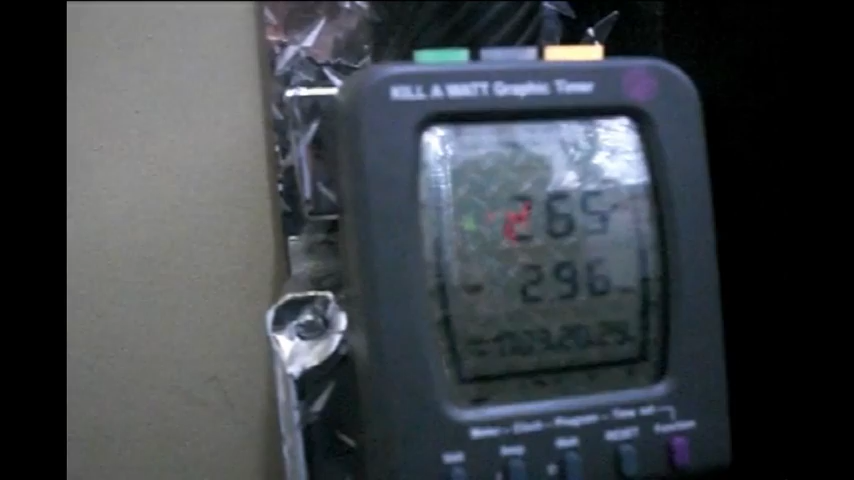 KILL A WATT Graphic Timer
265
296
Meter - Clock - Program - Time set
RESET Function